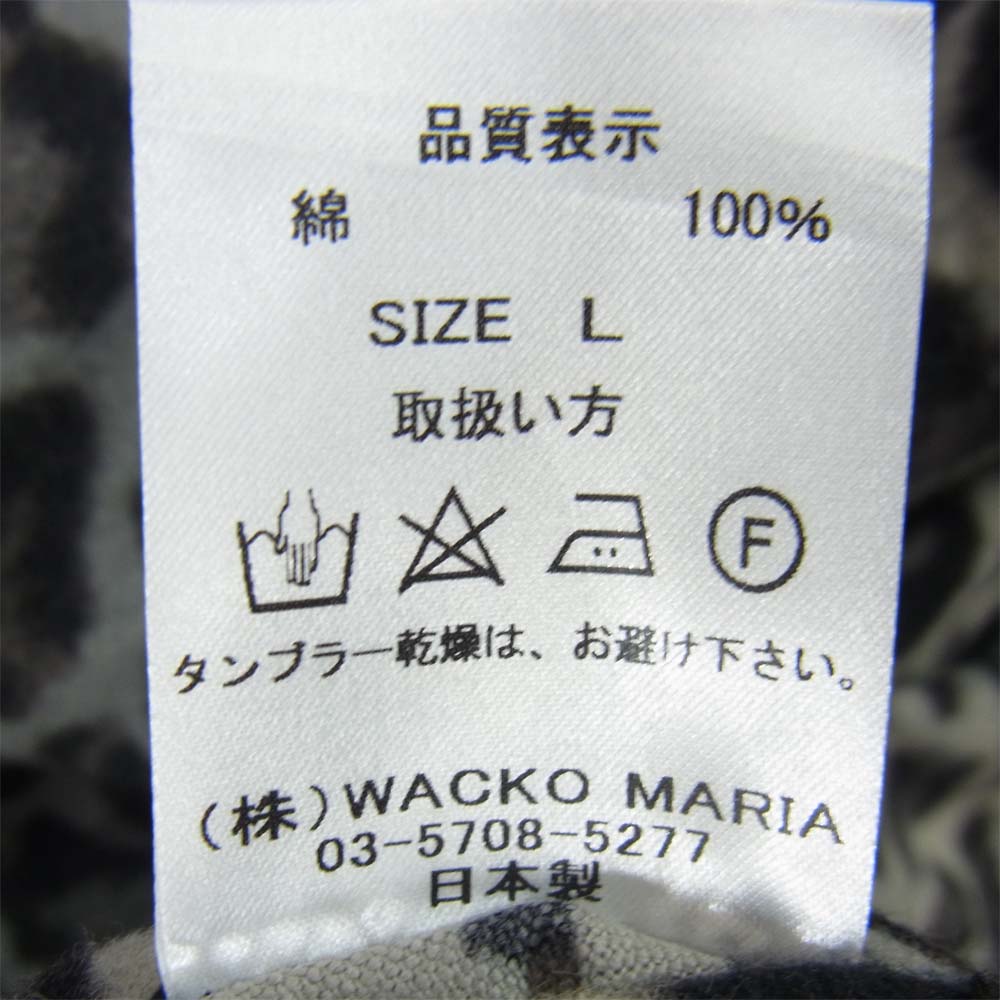 品質表示
綿 100%
SIZE L
取扱い方
F
タンブラー乾燥は、お避け下さい。
(株)WACKO MARIA
03-5708-5277
日本製